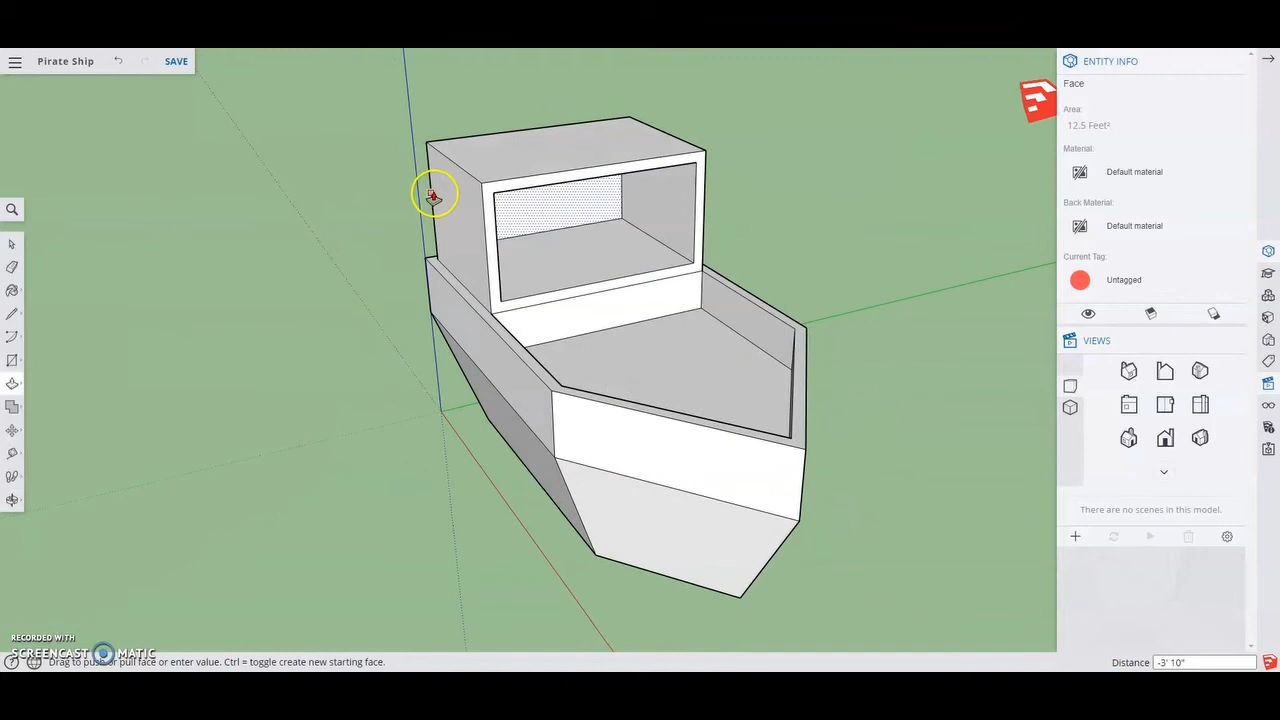 Pirate Ship
SAVE
ENTITY INFO
Face
Area:
12.5 Feet²
Material:
Default material
Back Material:
Default material
Current Tag:
Untagged
VIEWS
There are no scenes in this model.
RECORDED WITH
SCREENCAST MATIC
Drag to push or pull face or enter value. Ctrl = toggle create new starting face.
Distance -3' 10"